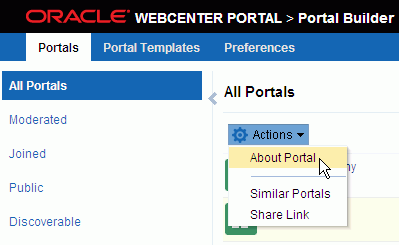 ORACLE WEBCENTER PORTAL > Portal Builder
Portals Portal Templates Preferences
All Portals
Moderated
Joined
Public
Discoverable
All Portals
Actions
About Portal
Similar Portals
Share Link